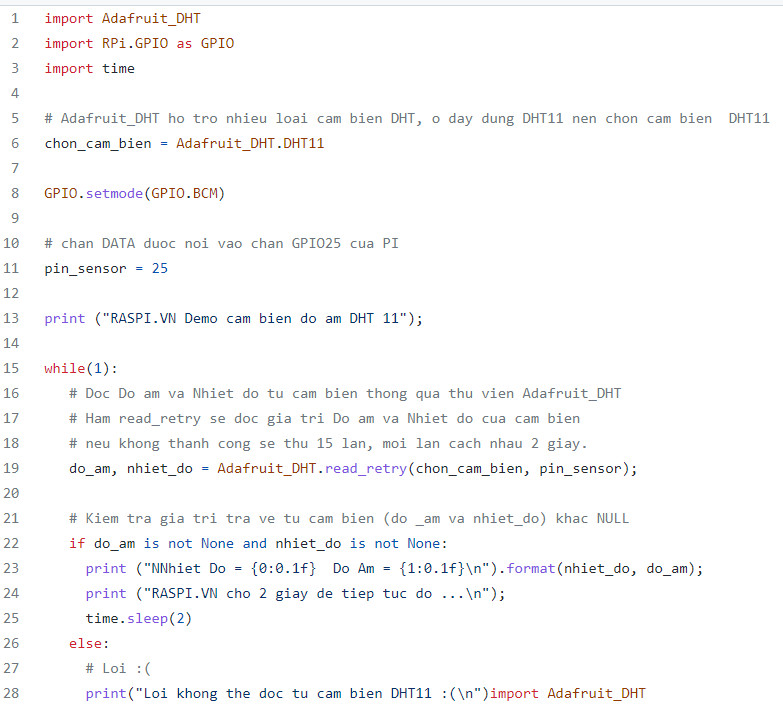 1 import Adafruit_DHT
2 import RPi.GPIO as GPIO
3 import time
4
5 # Adafruit_DHT ho tro nhieu loai cam bien DHT, o day dung DHT11 nen chon cam bien  DHT11
6 chon_cam_bien = Adafruit_DHT.DHT11
7
8 GPIO.setmode(GPIO.BCM)
9
10 # chan DATA duoc noi vao chan GPIO25 cua PI
11 pin_sensor = 25
12
13 print ("RASPI.VN Demo cam bien do am DHT 11");
14
15 while(1):
16    # Doc Do am va Nhiet do tu cam bien thong qua thu vien Adafruit_DHT
17    # Ham read_retry se doc gia tri Do am va Nhiet do cua cam bien
18    # neu khong thanh cong se thu 15 lan, moi lan cach nhau 2 giay.
19    do_am, nhiet_do = Adafruit_DHT.read_retry(chon_cam_bien, pin_sensor);
20
21    # Kiem tra gia tri tra ve tu cam bien (do _am va nhiet_do) khac NULL
22    if do_am is not None and nhiet_do is not None:
23      print ("NNhiet Do = {0:0.1f}  Do Am = {1:0.1f}\n").format(nhiet_do, do_am);
24      print ("RASPI.VN cho 2 giay de tiep tuc do ...\n");
25      time.sleep(2)
26    else:
27      # Loi :(
28      print("Loi khong the doc tu cam bien DHT11 :(\n")import Adafruit_DHT